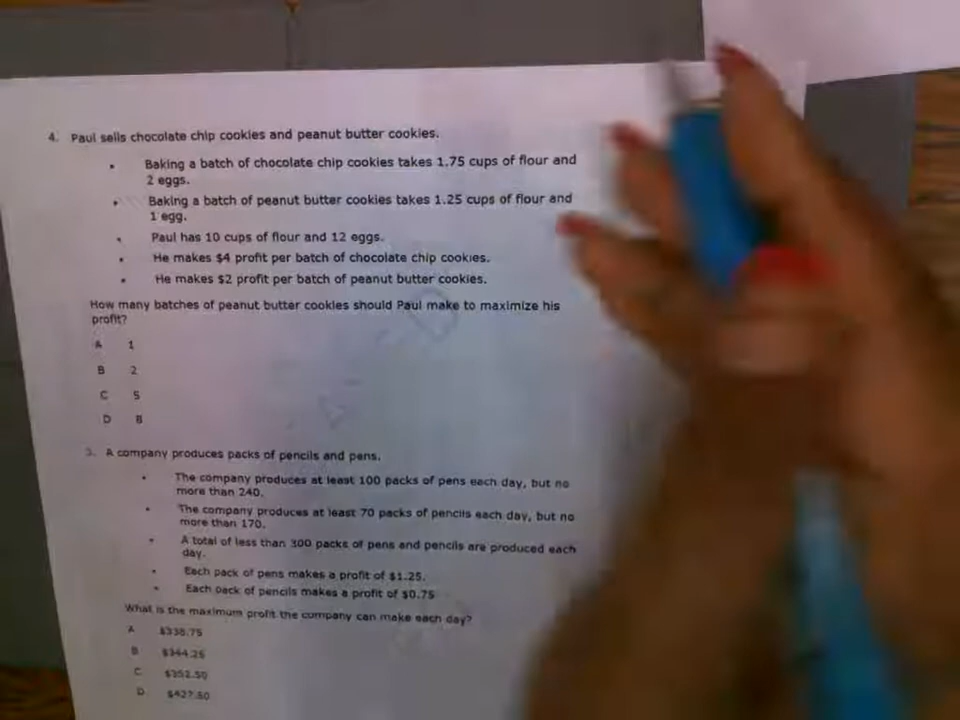 4. Paul sells chocolate chip cookies and peanut butter cookies.
• Baking a batch of chocolate chip cookies takes 1.75 cups of flour and
2 eggs.
• Baking a batch of peanut butter cookies takes 1.25 cups of flour and
1 egg.
• Paul has 10 cups of flour and 12 eggs.
• He makes $4 profit per batch of chocolate chip cookies.
• He makes $2 profit per batch of peanut butter cookies.
How many batches of peanut butter cookies should Paul make to maximize his
profit?
A 1
B 2
C 5
D 8
A company produces packs of pencils and pens.
• The company produces at least 100 packs of pens each day, but no
more than 240.
• The company produces at least 70 packs of pencils each day, but no
more than 170.
• A total of less than 300 packs of pens and pencils are produced each
day.
• Each pack of pens makes a profit of $1.25.
• Each pack of pencils makes a profit of $0.75
What is the maximum profit the company can make each day?
A $338.75
B $344.25
C $352.50
D $427.50